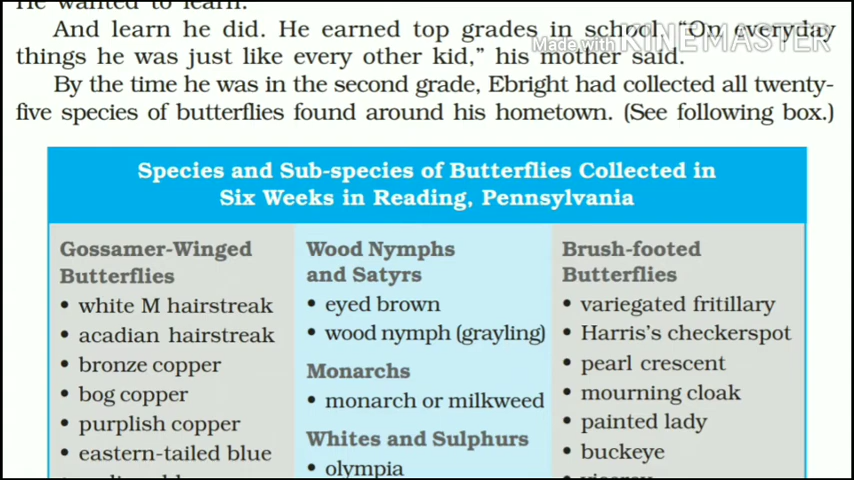 He wanted to learn.
And learn he did. He earned top grades in school. “On everyday
things he was just like every other kid,” his mother said.
By the time he was in the second grade, Ebright had collected all twenty-
five species of butterflies found around his hometown. (See following box.)
Made with KINEMASTER
Species and Sub-species of Butterflies Collected in
Six Weeks in Reading, Pennsylvania
Gossamer-Winged
Butterflies
• white M hairstreak
• acadian hairstreak
• bronze copper
• bog copper
• purplish copper
• eastern-tailed blue
Wood Nymphs
and Satyrs
• eyed brown
• wood nymph (grayling)
Monarchs
• monarch or milkweed
Whites and Sulphurs
• olympia
Brush-footed
Butterflies
• variegated fritillary
• Harris’s checkerspot
• pearl crescent
• mourning cloak
• painted lady
• buckeye